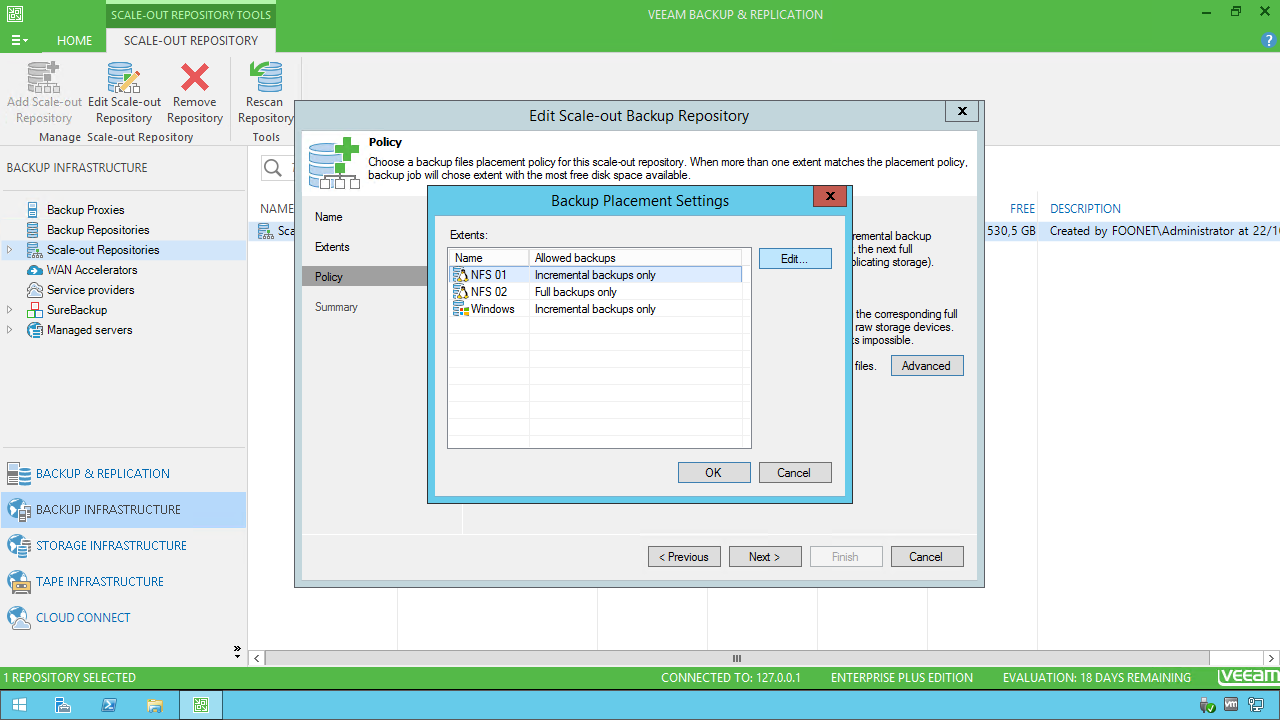 SCALE-OUT REPOSITORY TOOLS
VEEAM BACKUP & REPLICATION
HOME
SCALE-OUT REPOSITORY
Add Scale-out Repository
Edit Scale-out Repository
Remove Repository
Rescan Repository
Manage Scale-out Repository
Tools
BACKUP INFRASTRUCTURE
Backup Proxies
Backup Repositories
Scale-out Repositories
WAN Accelerators
Service providers
SureBackup
Managed servers
BACKUP & REPLICATION
BACKUP INFRASTRUCTURE
STORAGE INFRASTRUCTURE
TAPE INFRASTRUCTURE
CLOUD CONNECT
NAME
FREE
DESCRIPTION
Sca
530,5 GB
Created by FOONET\Administrator at 22/10
Edit Scale-out Backup Repository
Policy
Choose a backup files placement policy for this scale-out repository. When more than one extent matches the placement policy,
backup job will chose extent with the most free disk space available.
Name
Extents
Policy
Summary
remental backup
, the next full
plicating storage).
the corresponding full
raw storage devices.
ks impossible.
files.
Advanced
Backup Placement Settings
Extents:
Name
Allowed backups
NFS 01
Incremental backups only
NFS 02
Full backups only
Windows
Incremental backups only
Edit...
OK
Cancel
< Previous
Next >
Finish
Cancel
1 REPOSITORY SELECTED
CONNECTED TO: 127.0.0.1
ENTERPRISE PLUS EDITION
EVALUATION: 18 DAYS REMAINING
veeam
vm